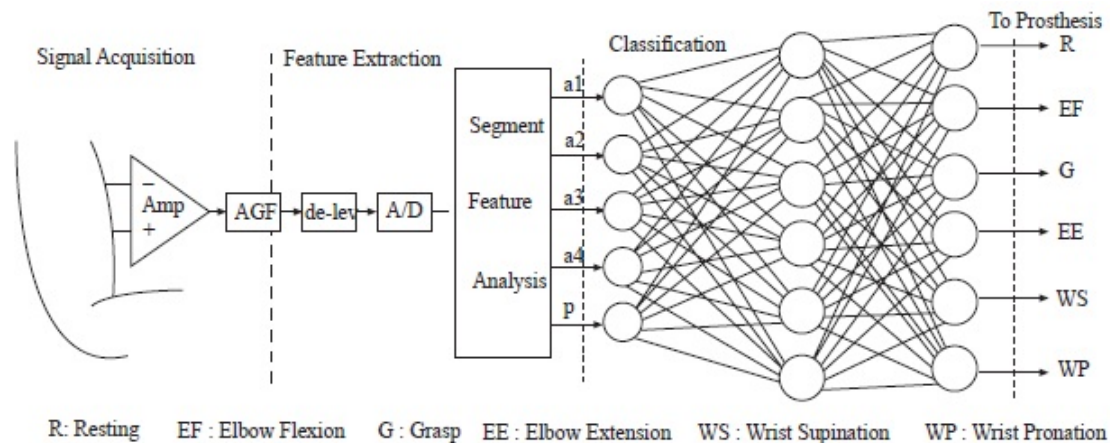 To Prosthesis
Signal Acquisition
Feature Extraction
Classification
R
a1
Segment
EF
a2
Amp
AGF
de-lev
A/D
Feature
a3
G
EE
a4
Analysis
WS
p
WP
R: Resting EF : Elbow Flexion G : Grasp EE : Elbow Extension WS : Wrist Supination WP : Wrist Pronation